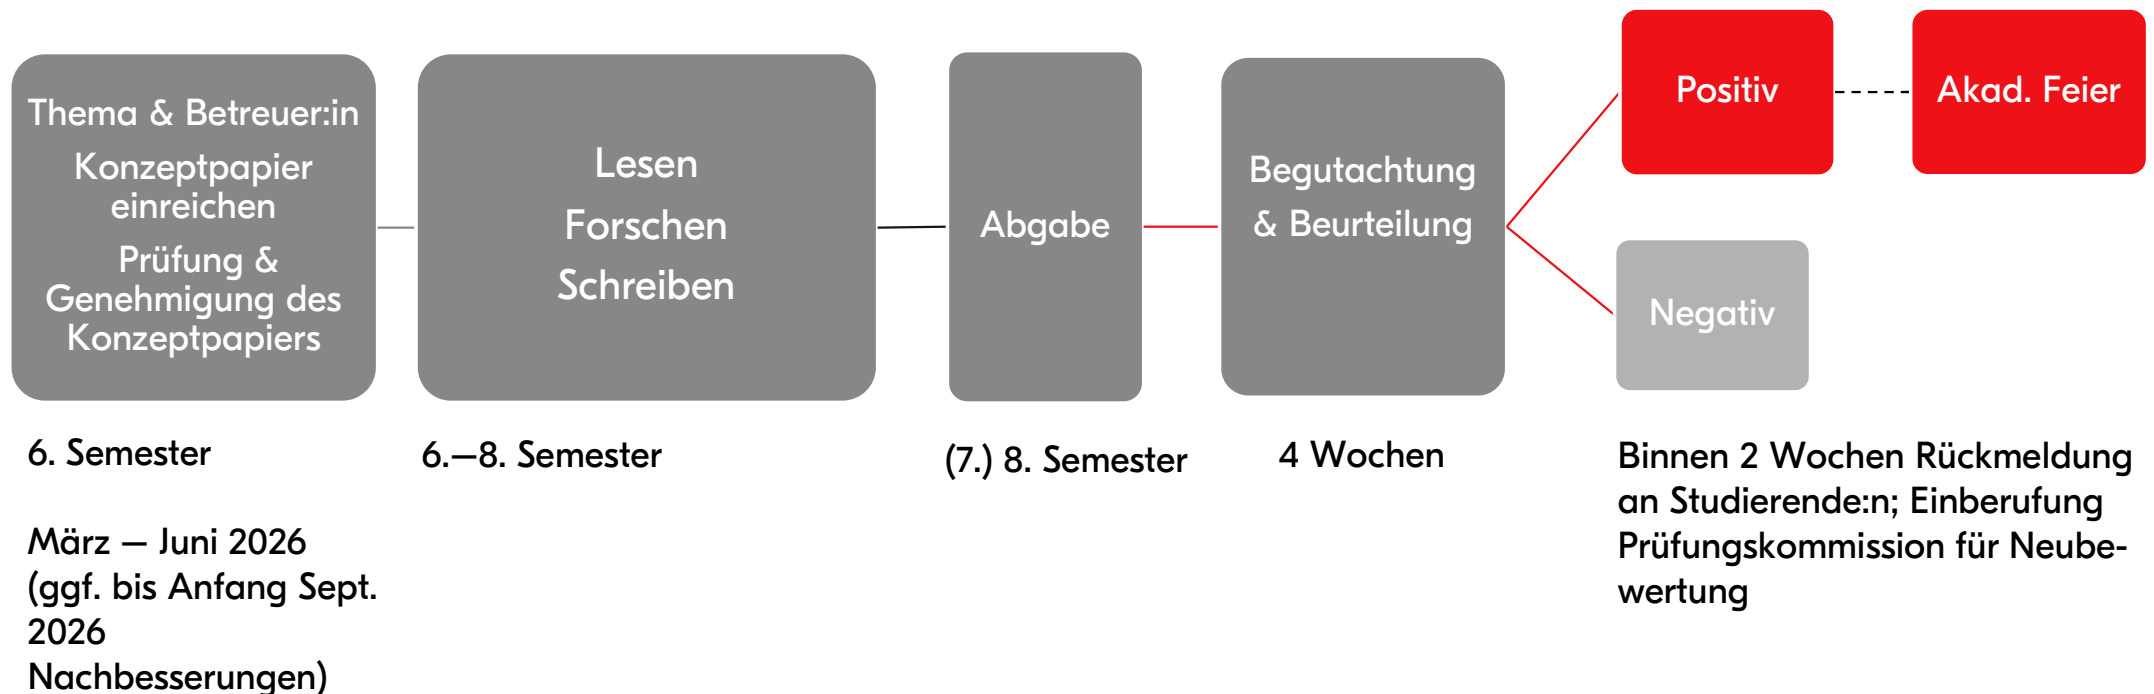 Thema & Betreuer:in
Konzeptpapier
einreichen
Prüfung &
Genehmigung des
Konzeptpapiers
Lesen
Forschen
Schreiben
Abgabe
Begutachtung
& Beurteilung
Positiv
Akad. Feier
Negativ
6. Semester
März – Juni 2026
(ggf. bis Anfang Sept.
2026
Nachbesserungen)
6.–8. Semester
(7.) 8. Semester
4 Wochen
Binnen 2 Wochen Rückmeldung
an Studierende:n; Einberufung
Prüfungskommission für Neube-
wertung